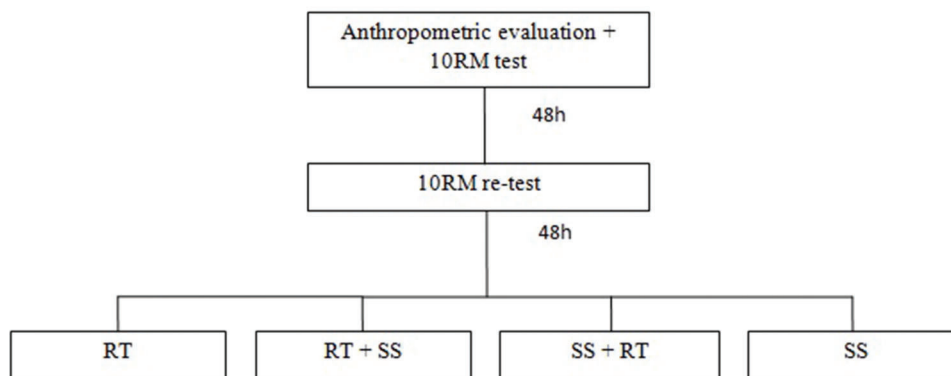 Anthropometric evaluation +
10RM test
48h
10RM re-test
48h
RT
RT + SS
SS + RT
SS